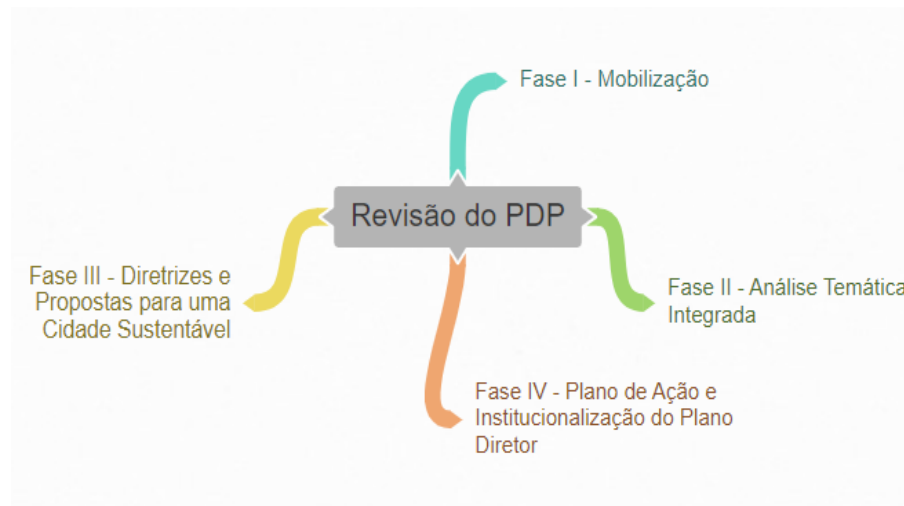 Fase I - Mobilização
Revisão do PDP
Fase II - Análise Temática
Integrada
Fase III - Diretrizes e
Propostas para uma
Cidade Sustentável
Fase IV - Plano de Ação e
Institucionalização do Plano
Diretor